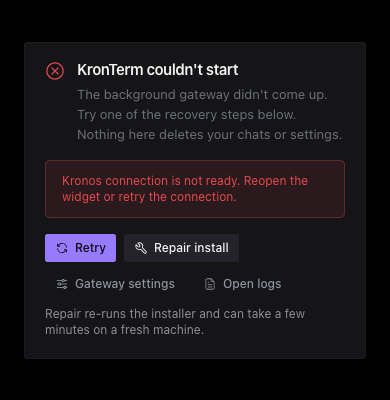 KronTerm couldn't start
The background gateway didn't come up.
Try one of the recovery steps below.
Nothing here deletes your chats or settings.
Kronos connection is not ready. Reopen the
widget or retry the connection.
Retry
Repair install
Gateway settings
Open logs
Repair re-runs the installer and can take a few
minutes on a fresh machine.